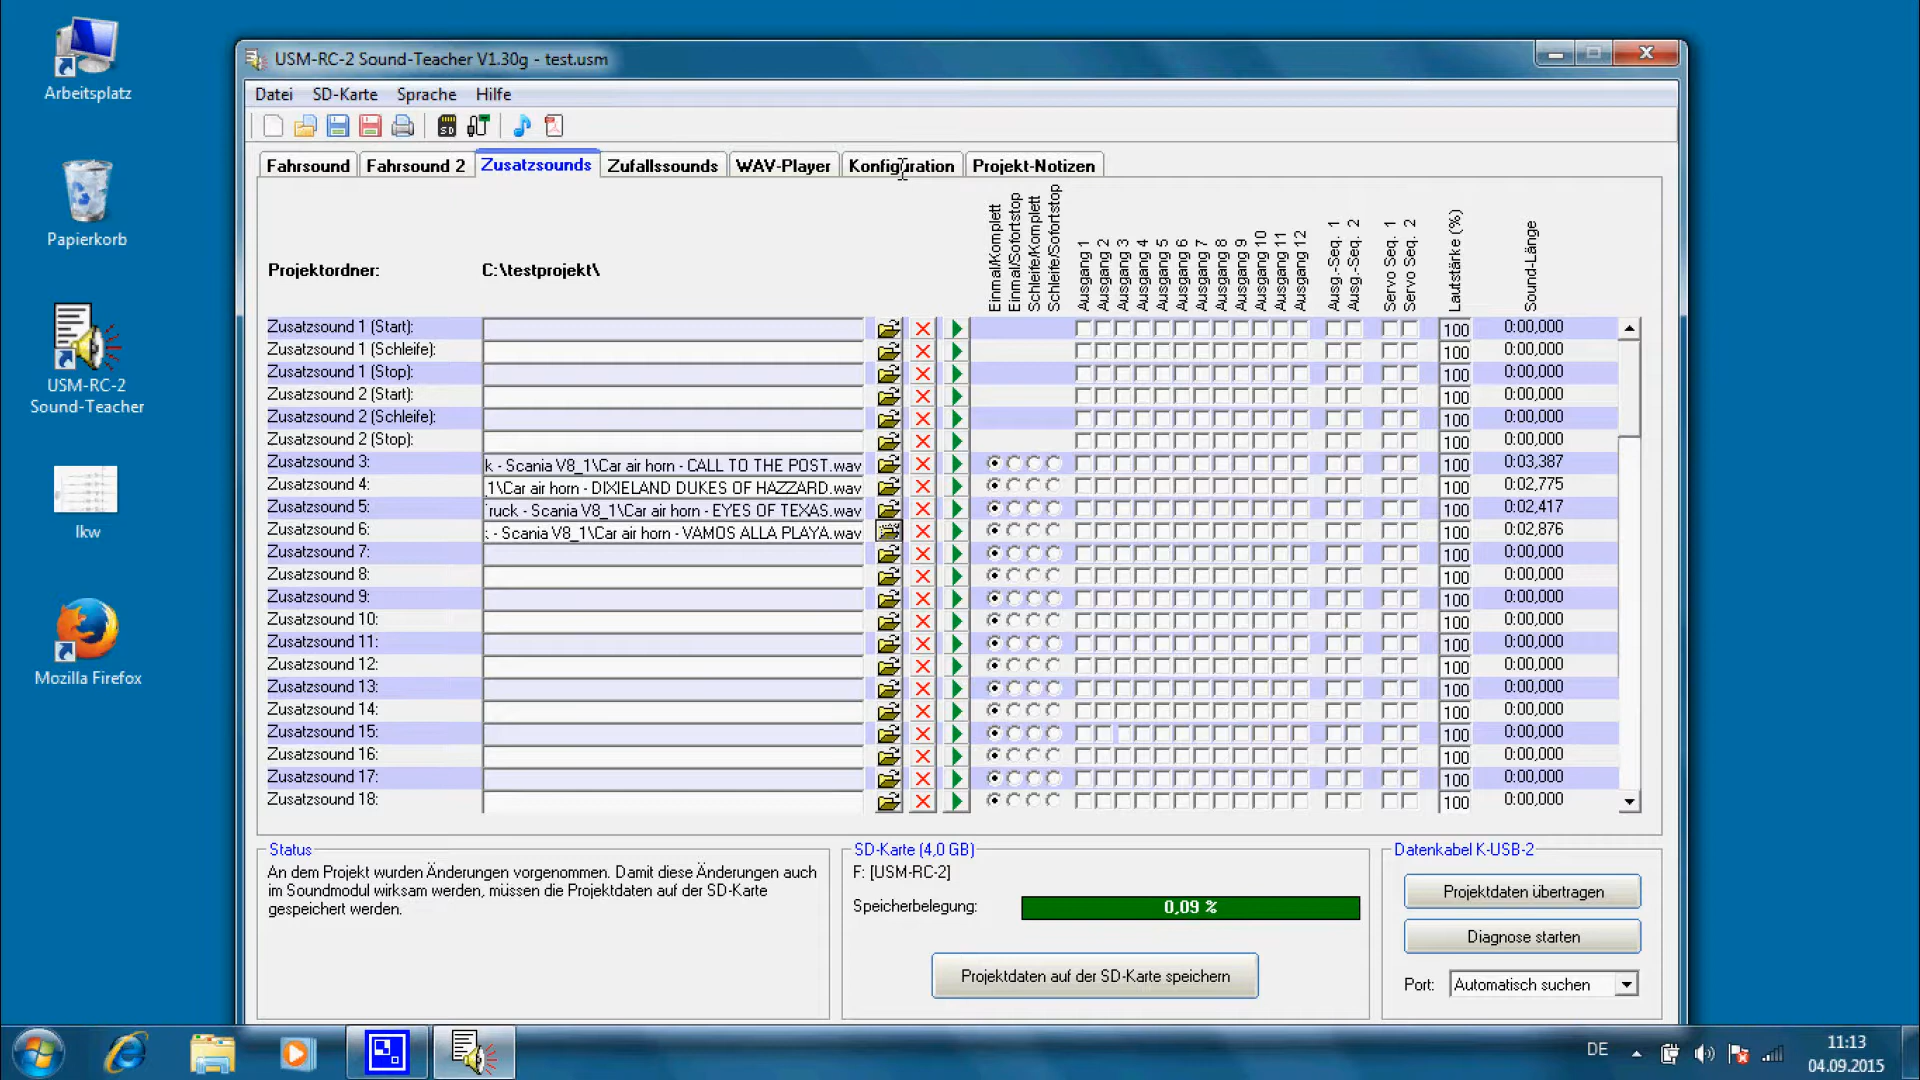 Arbeitsplatz
Papierkorb
USM-RC-2
Sound-Teacher
lkw
Mozilla Firefox
USM-RC-2 Sound-Teacher V1.30g - test.usm
Datei SD-Karte Sprache Hilfe
SD
Fahrsound Fahrsound 2 Zusatzsounds Zufallssounds WAV-Player Konfiguration Projekt-Notizen
Projektordner: C:\testprojekt\
Einmal/Komplett
Einmal/Sofortstop
Schleife/Komplett
Schleife/Sofortstop
Ausgang 1
Ausgang 2
Ausgang 3
Ausgang 4
Ausgang 5
Ausgang 6
Ausgang 7
Ausgang 8
Ausgang 9
Ausgang 10
Ausgang 11
Ausgang 12
Ausg.-Seq. 1
Ausg.-Seq. 2
Servo Seq. 1
Servo Seq. 2
Lautstärke (%)
Sound-Länge
Zusatzsound 1 (Start): 100 0:00,000
Zusatzsound 1 (Schleife): 100 0:00,000
Zusatzsound 1 (Stop): 100 0:00,000
Zusatzsound 2 (Start): 100 0:00,000
Zusatzsound 2 (Schleife): 100 0:00,000
Zusatzsound 2 (Stop): 100 0:00,000
Zusatzsound 3: k - Scania V8_1\Car air horn - CALL TO THE POST.wav 100 0:03,387
Zusatzsound 4: 1\Car air horn - DIXIELAND DUKES OF HAZZARD.wav 100 0:02,775
Zusatzsound 5: ruck - Scania V8_1\Car air horn - EYES OF TEXAS.wav 100 0:02,417
Zusatzsound 6: - Scania V8_1\Car air horn - VAMOS ALLA PLAYA.wav 100 0:02,876
Zusatzsound 7: 100 0:00,000
Zusatzsound 8: 100 0:00,000
Zusatzsound 9: 100 0:00,000
Zusatzsound 10: 100 0:00,000
Zusatzsound 11: 100 0:00,000
Zusatzsound 12: 100 0:00,000
Zusatzsound 13: 100 0:00,000
Zusatzsound 14: 100 0:00,000
Zusatzsound 15: 100 0:00,000
Zusatzsound 16: 100 0:00,000
Zusatzsound 17: 100 0:00,000
Zusatzsound 18: 100 0:00,000
Status
An dem Projekt wurden Änderungen vorgenommen. Damit diese Änderungen auch
im Soundmodul wirksam werden, müssen die Projektdaten auf der SD-Karte
gespeichert werden.
SD-Karte (4,0 GB)
F: [USM-RC-2]
Speicherbelegung: 0,09 %
Projektdaten auf der SD-Karte speichern
Datenkabel K-USB-2
Projektdaten übertragen
Diagnose starten
Port: Automatisch suchen
DE
11:13
04.09.2015